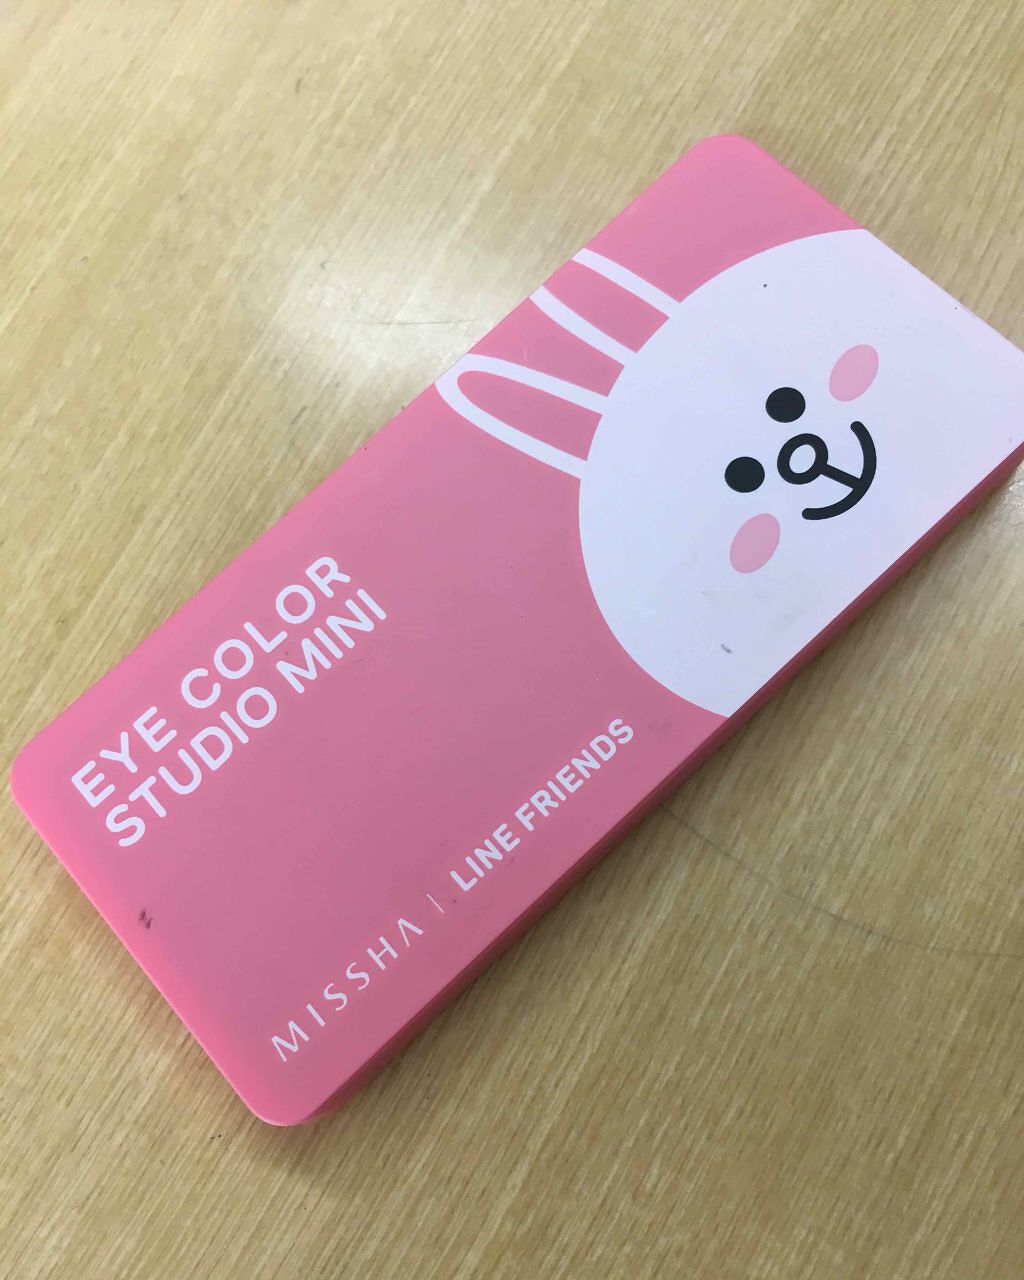 EYE COLOR
STUDIO MINI
MISSHA | LINE FRIENDS